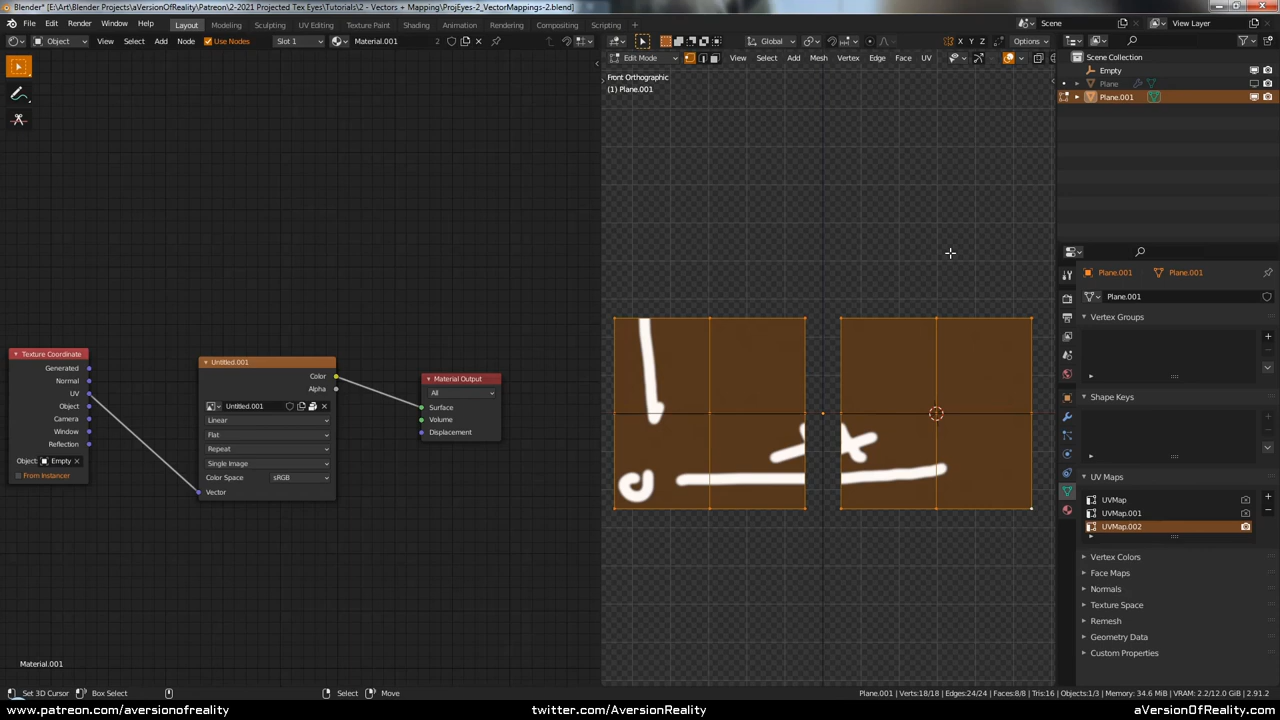 Blender* [E:\Art\Blender Projects\aVersionOfReality\Patreon\2-2021 Projected Tex Eyes\Tutorials\2 - Vectors + Mapping\ProjEyes-2_VectorMappings-2.blend]
File Edit Render Window Help Layout Modeling Sculpting UV Editing Texture Paint Shading Animation Rendering Compositing Scripting Scene View Layer
Object View Select Add Node Use Nodes Slot 1 Material.001 2 Global X Y Z Options
Edit Mode View Select Add Mesh Vertex Edge Face UV
Scene Collection
Empty
Plane
Plane.001
Front Orthographic
(1) Plane.001
Plane.001 Plane.001
Plane.001
Vertex Groups
Shape Keys
UV Maps
UVMap
UVMap.001
UVMap.002
Vertex Colors
Face Maps
Normals
Texture Space
Remesh
Geometry Data
Custom Properties
Texture Coordinate
Generated
Normal
UV
Object
Camera
Window
Reflection
Object: Empty
From Instancer
Untitled.001
Color
Alpha
Untitled.001
Linear
Flat
Repeat
Single Image
Color Space sRGB
Vector
Material Output
All
Surface
Volume
Displacement
Material.001
Set 3D Cursor Box Select Select Move Plane.001 | Verts:18/18 | Edges:24/24 | Faces:8/8 | Tris:16 | Objects:1/3 | Memory: 34.6 MiB | VRAM: 2.2/12.0 GiB | 2.91.2
www.patreon.com/aversionofreality twitter.com/AversionReality aVersionOfReality.com